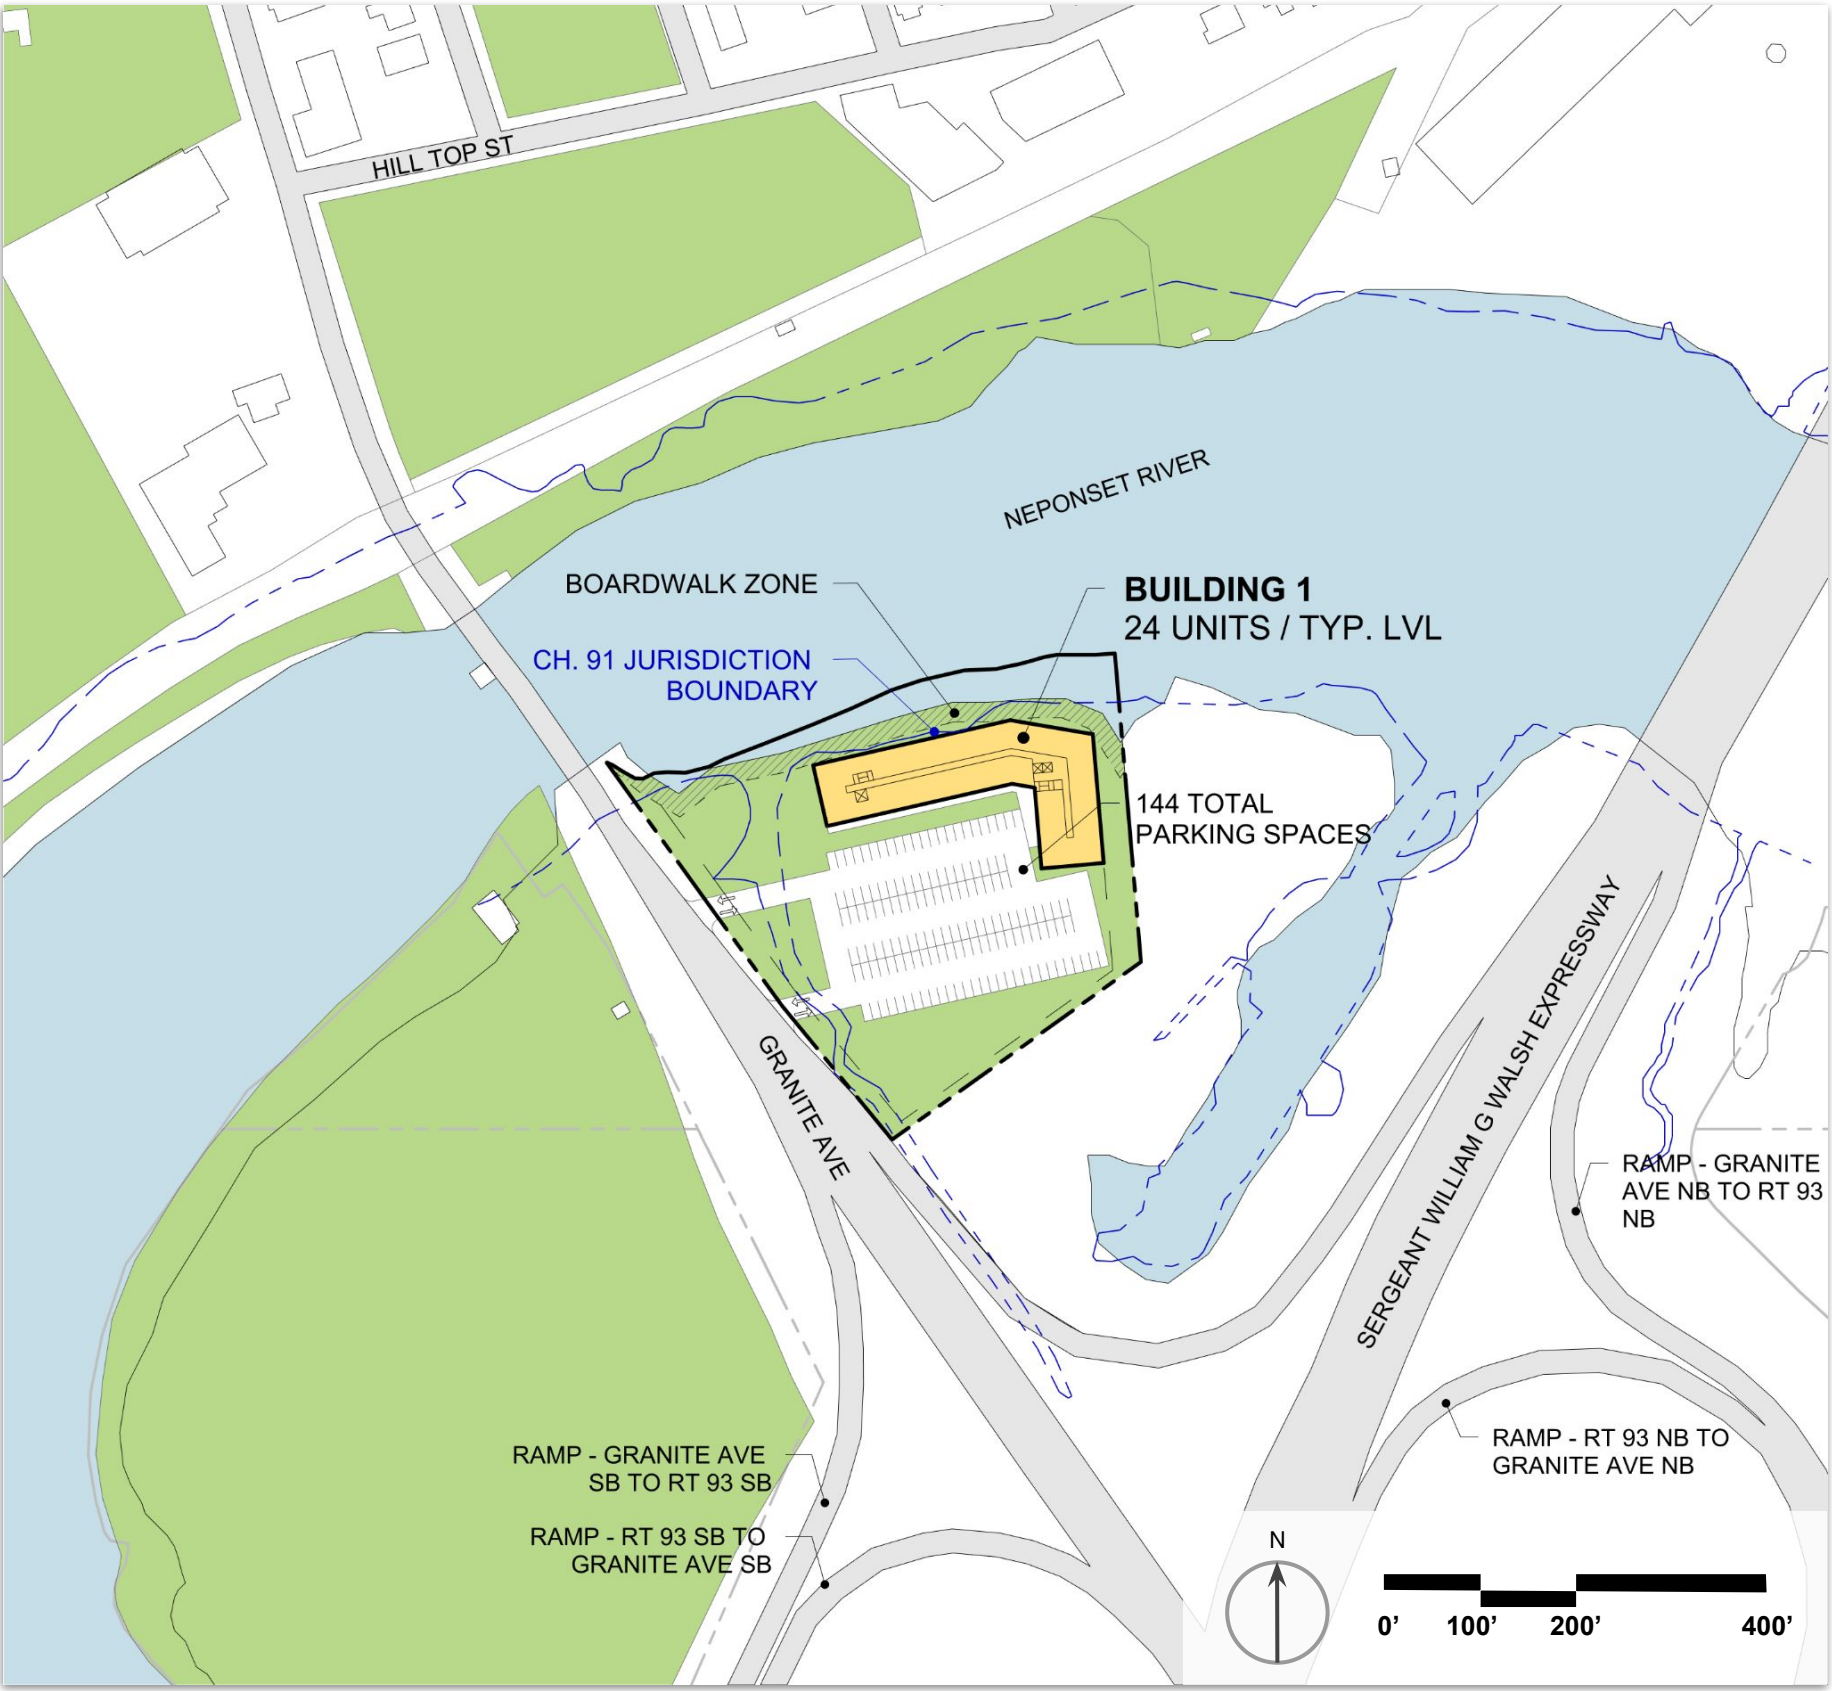 HILL TOP ST
NEPONSET RIVER
BOARDWALK ZONE
BUILDING 1
24 UNITS / TYP. LVL
CH. 91 JURISDICTION
BOUNDARY
144 TOTAL
PARKING SPACES
GRANITE AVE
SERGEANT WILLIAM G WALSH EXPRESSWAY
RAMP - GRANITE
AVE NB TO RT 93
NB
RAMP - GRANITE AVE
SB TO RT 93 SB
RAMP - RT 93 NB TO
GRANITE AVE NB
RAMP - RT 93 SB TO
GRANITE AVE SB
N
0' 100' 200' 400'